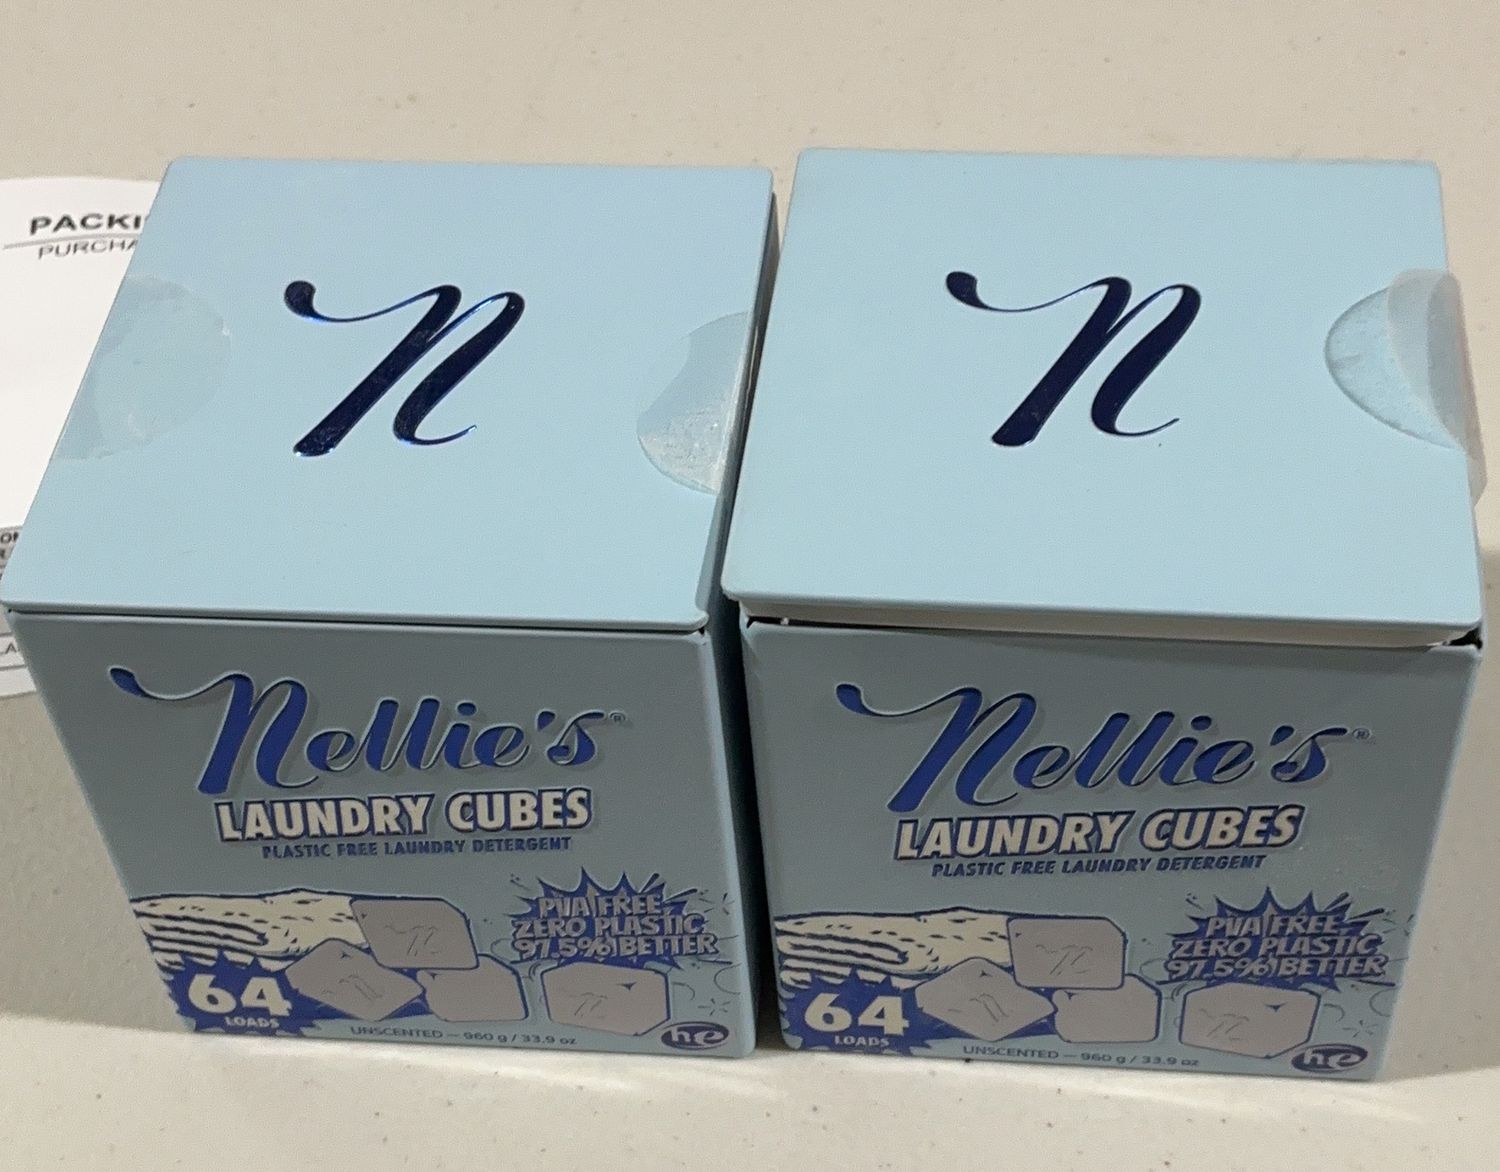 PACKI
PURCHA
n
n
Nellie's®
LAUNDRY CUBES
PLASTIC FREE LAUNDRY DETERGENT
PVA FREE
ZERO PLASTIC
97.5% BETTER
64
LOADS
UNSCENTED — 960 g / 33.9 oz
he
Nellie's®
LAUNDRY CUBES
PLASTIC FREE LAUNDRY DETERGENT
PVA FREE
ZERO PLASTIC
97.5% BETTER
64
LOADS
UNSCENTED — 960 g / 33.9 oz
he